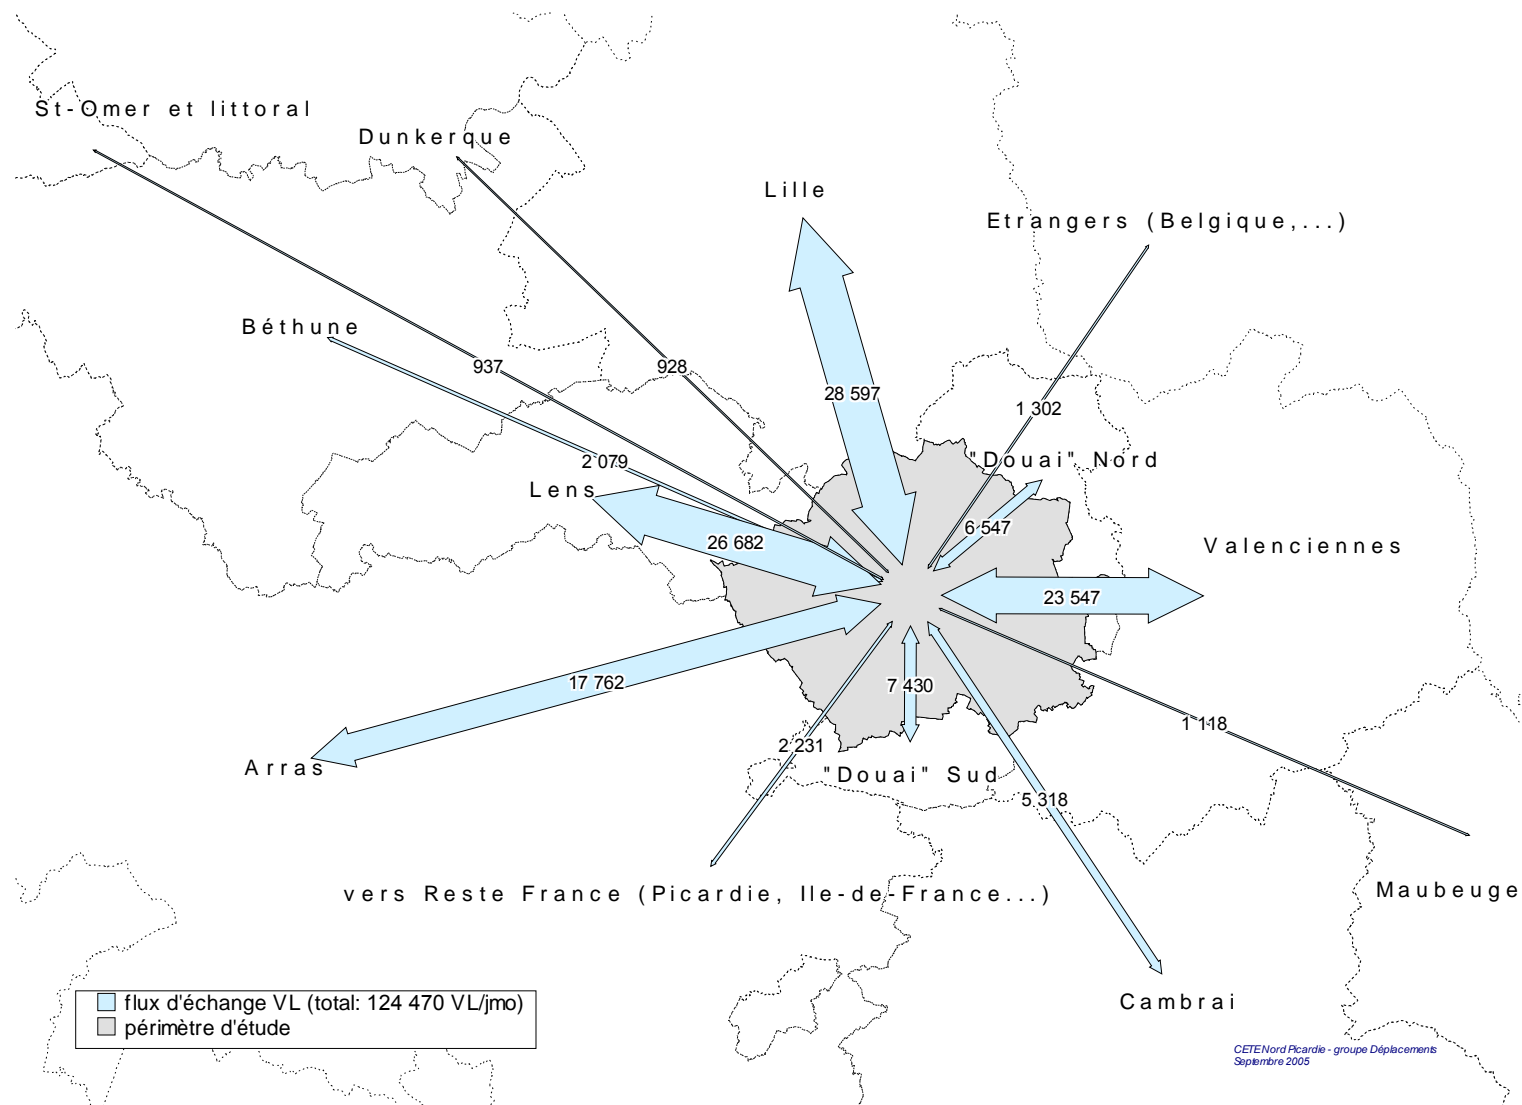 St-Omer et littoral
Dunkerque
Lille
Etrangers (Belgique,...)
Béthune
937
928
28 597
1 302
2 079
"Douai" Nord
Lens
6 547
26 682
Valenciennes
23 547
17 762
7 430
2 231
1 118
Arras
"Douai" Sud
5 318
vers Reste France (Picardie, Ile-de-France...)
Maubeuge
flux d'échange VL (total: 124 470 VL/jmo)
périmètre d'étude
Cambrai
CETE Nord Picardie - groupe Déplacements
Septembre 2005